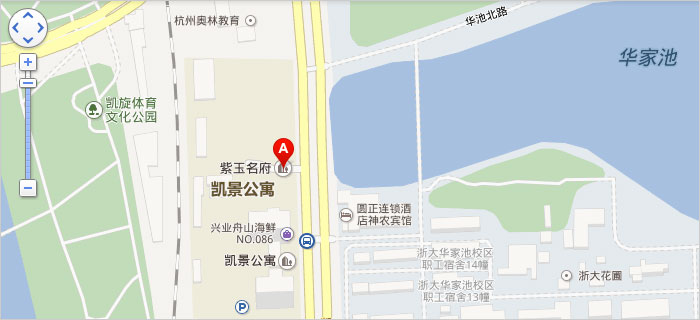 杭州奥林教育
华池北路
华家池
凯旋体育
文化公园
A
紫玉名府
凯景公寓
圆正连锁酒
店神农宾馆
兴业舟山海鲜
NO.086
浙大华家池校区
职工宿舍14幢
凯景公寓
浙大花圃
浙大华家池校区
职工宿舍13幢
P